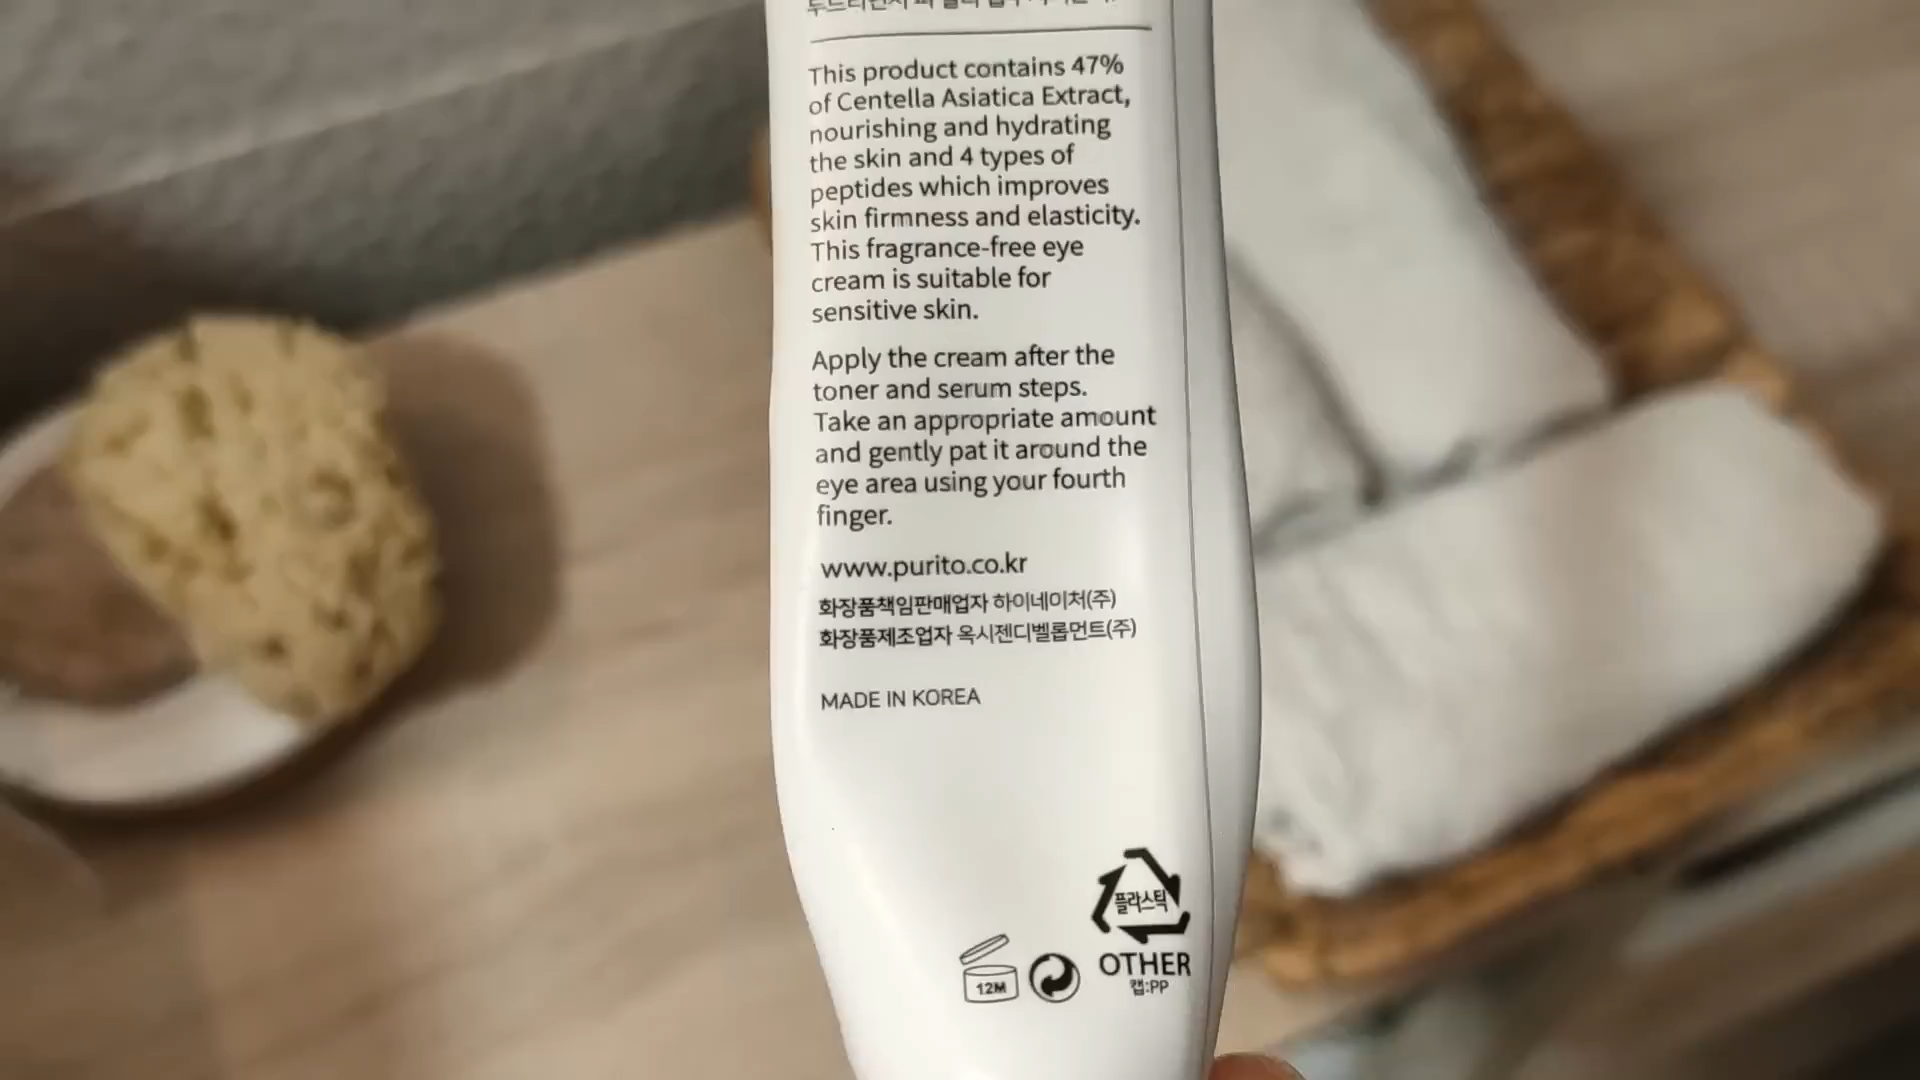 This product contains 47%
of Centella Asiatica Extract,
nourishing and hydrating
the skin and 4 types of
peptides which improves
skin firmness and elasticity.
This fragrance-free eye
cream is suitable for
sensitive skin.
Apply the cream after the
toner and serum steps.
Take an appropriate amount
and gently pat it around the
eye area using your fourth
finger.
www.purito.co.kr
화장품책임판매업자 하이네이처(주)
화장품제조업자 옥시젠디벨롭먼트(주)
MADE IN KOREA
플라스틱
12M
OTHER
캡:PP